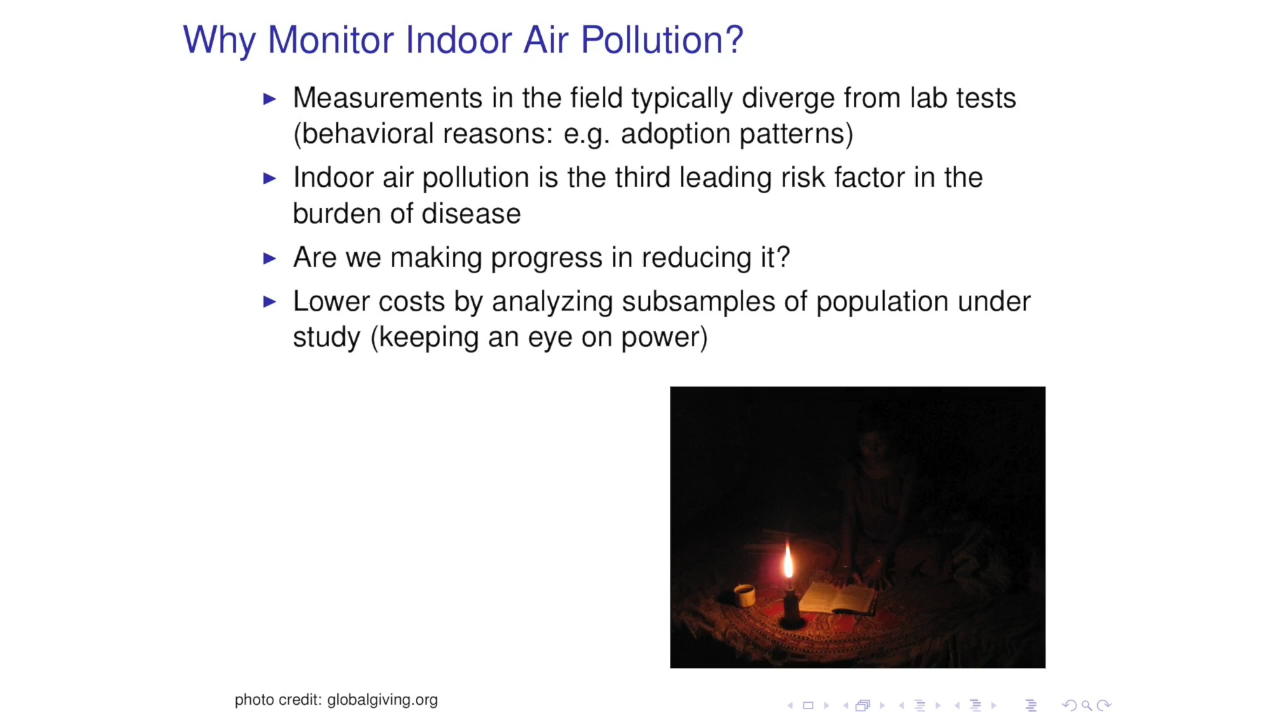 Why Monitor Indoor Air Pollution?
Measurements in the field typically diverge from lab tests
(behavioral reasons: e.g. adoption patterns)
Indoor air pollution is the third leading risk factor in the
burden of disease
Are we making progress in reducing it?
Lower costs by analyzing subsamples of population under
study (keeping an eye on power)
photo credit: globalgiving.org